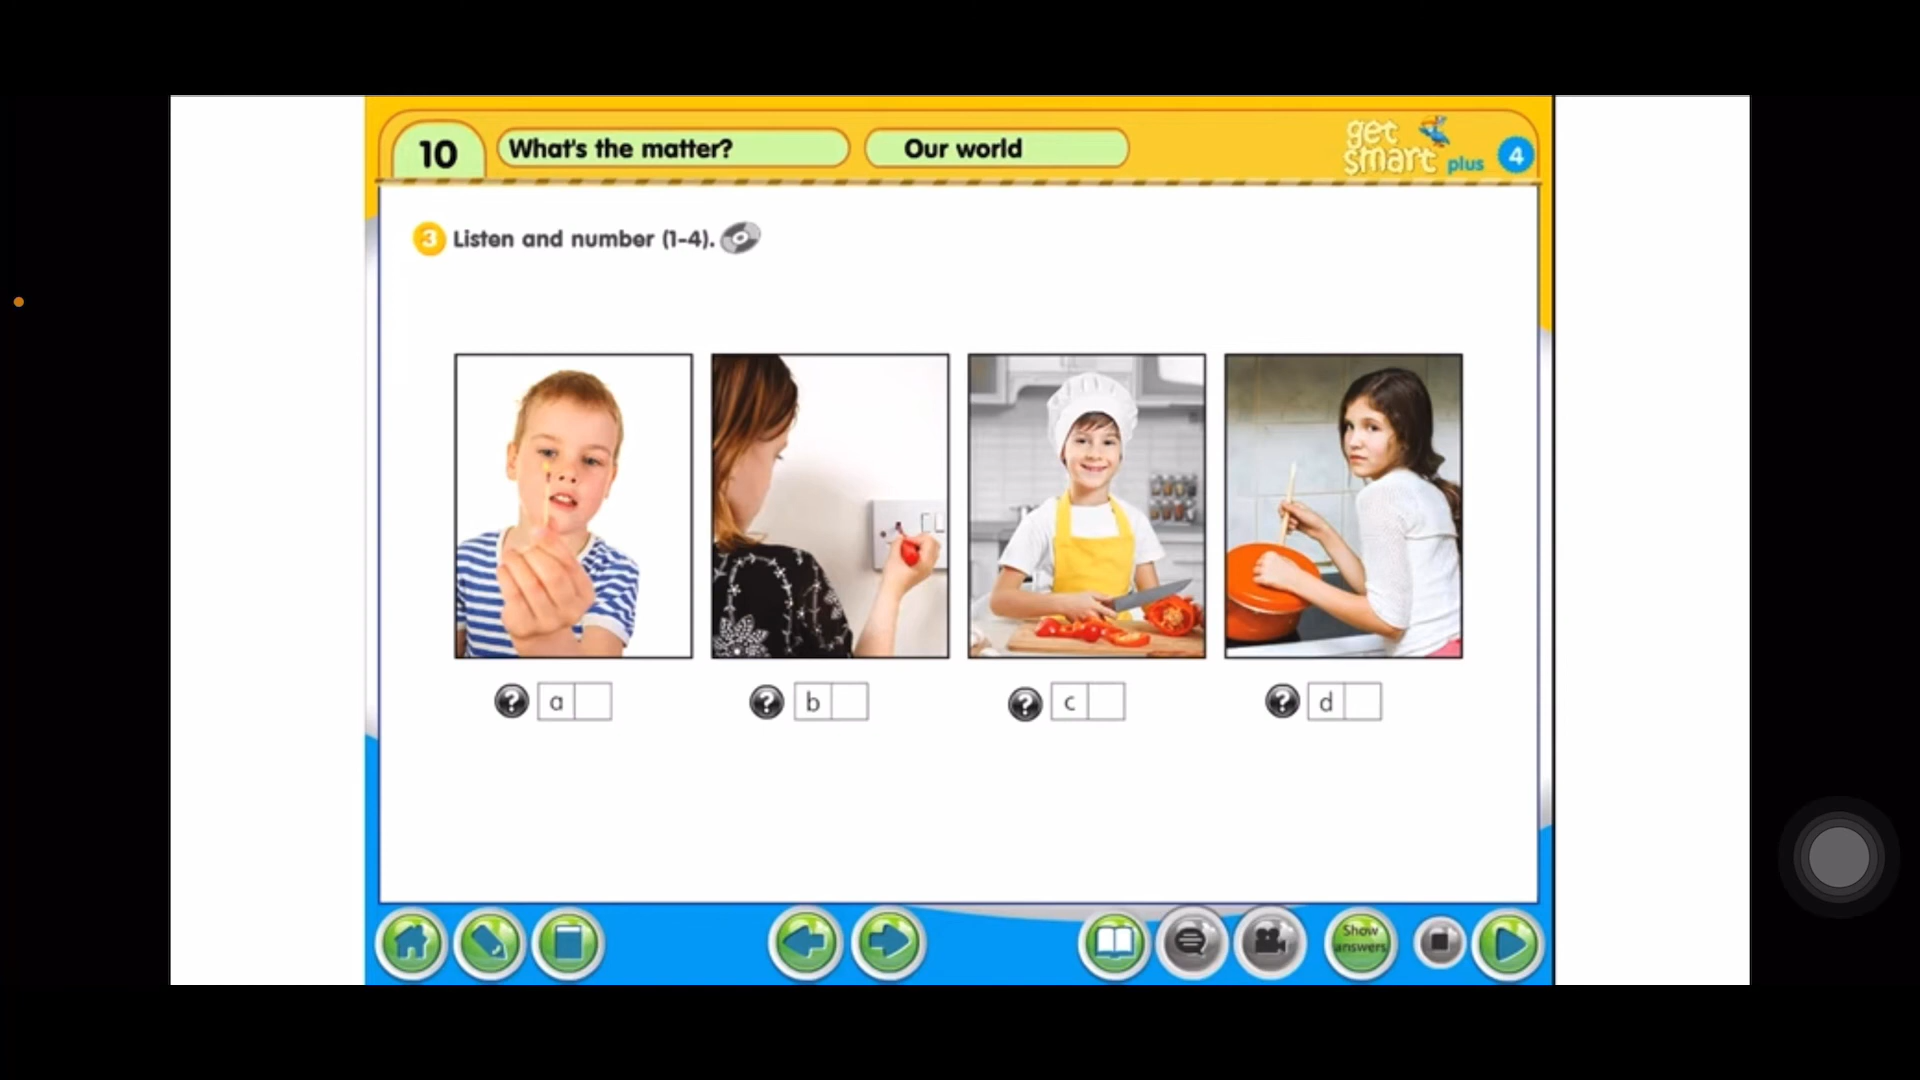 10
What's the matter?
Our world
get
smart plus 4
3 Listen and number (1-4).
? a
? b
? c
? d
Show
answers